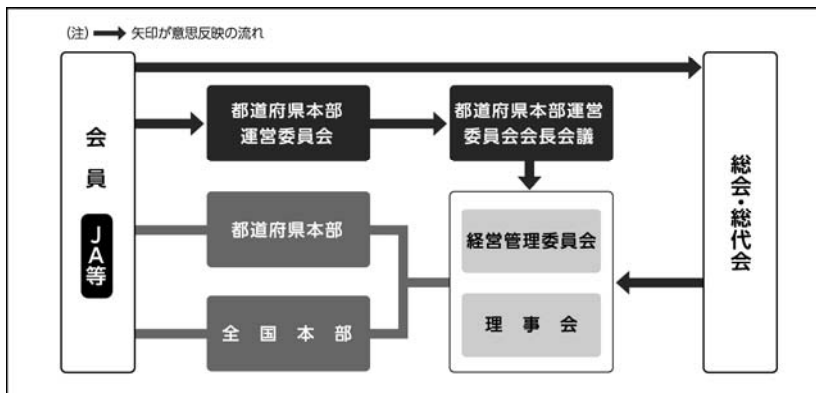 (注) → 矢印が意思反映の流れ
会員
JA等
都道府県本部
運営委員会
都道府県本部運営
委員会会長会議
都道府県本部
全国本部
経営管理委員会
理事会
総会・総代会